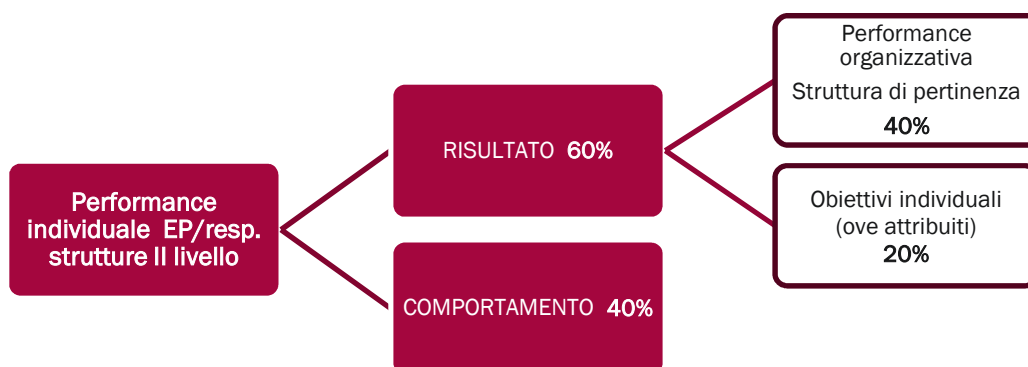 Performance
individuale EP/resp.
strutture II livello
RISULTATO 60%
COMPORTAMENTO 40%
Performance
organizzativa
Struttura di pertinenza
40%
Obiettivi individuali
(ove attribuiti)
20%